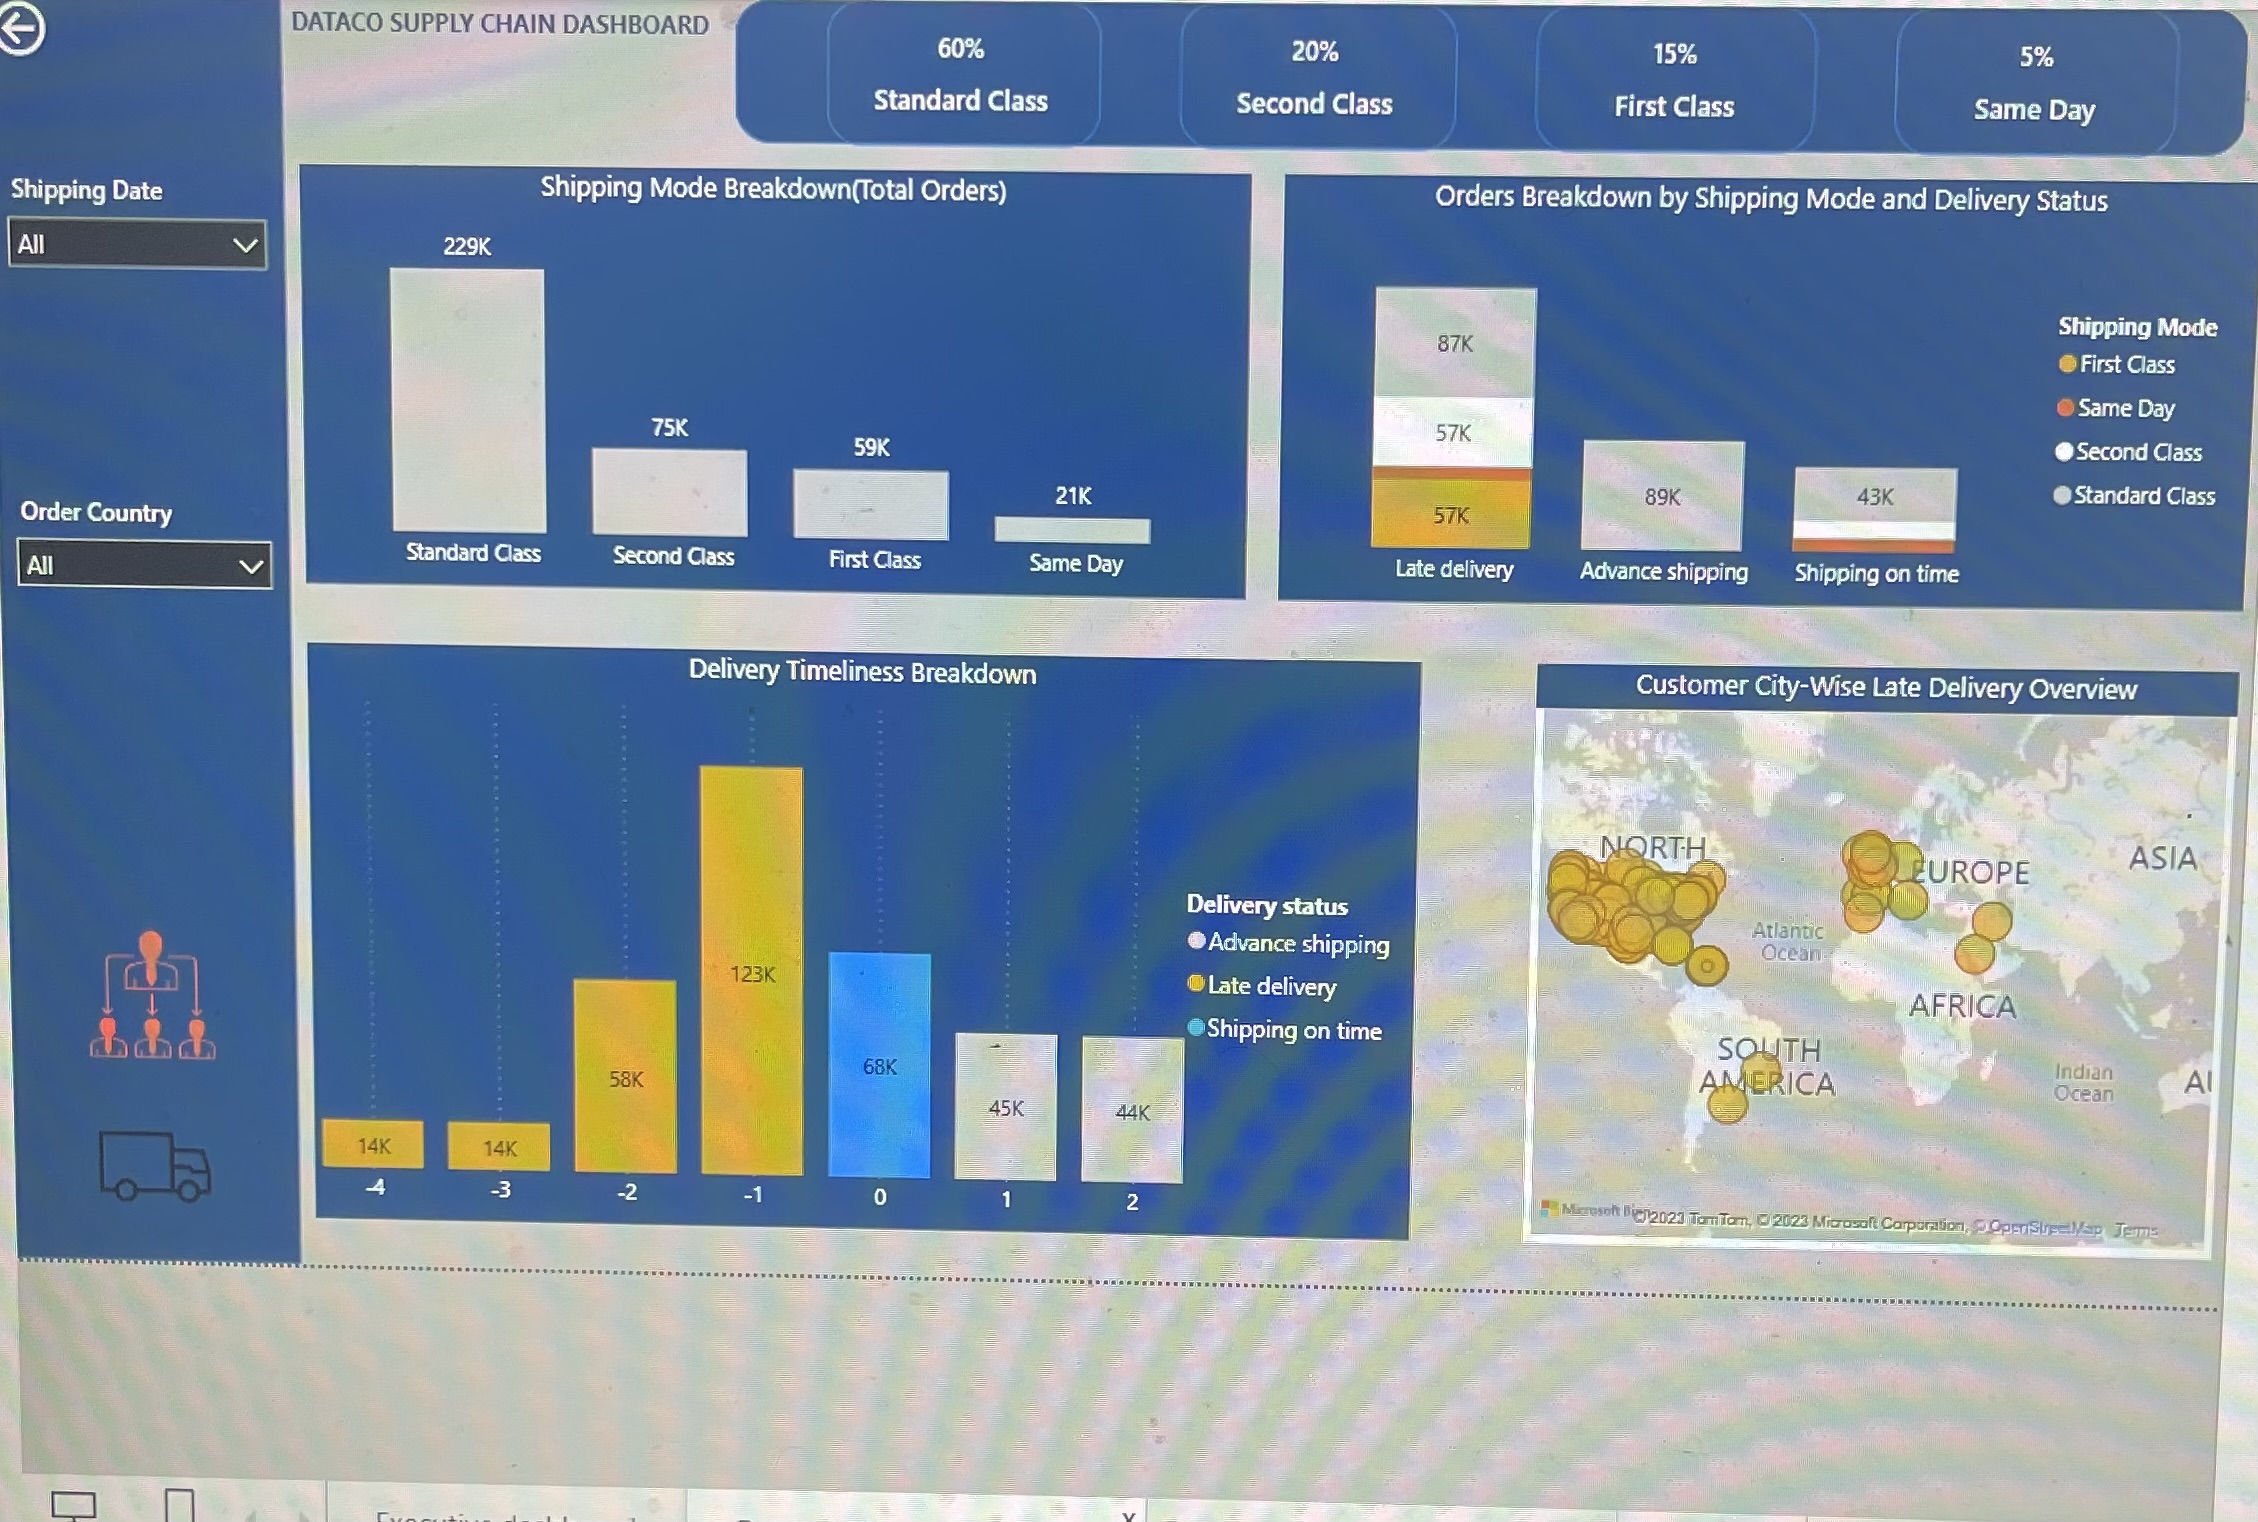 DATACO SUPPLY CHAIN DASHBOARD
60%
Standard Class
20%
Second Class
15%
First Class
5%
Same Day
Shipping Date
All
Order Country
All
Shipping Mode Breakdown(Total Orders)
229K
75K
59K
21K
Standard Class
Second Class
First Class
Same Day
Orders Breakdown by Shipping Mode and Delivery Status
87K
57K
57K
89K
43K
Late delivery
Advance shipping
Shipping on time
Shipping Mode
First Class
Same Day
Second Class
Standard Class
Delivery Timeliness Breakdown
14K
14K
58K
123K
68K
45K
44K
-4
-3
-2
-1
0
1
2
Delivery status
Advance shipping
Late delivery
Shipping on time
Customer City-Wise Late Delivery Overview
NORTH
EUROPE
ASIA
Atlantic
Ocean
AFRICA
SOUTH
AMERICA
Indian
Ocean
AU
Microsoft Bing
© 2023 TomTom, © 2023 Microsoft Corporation, © OpenStreetMap Terms